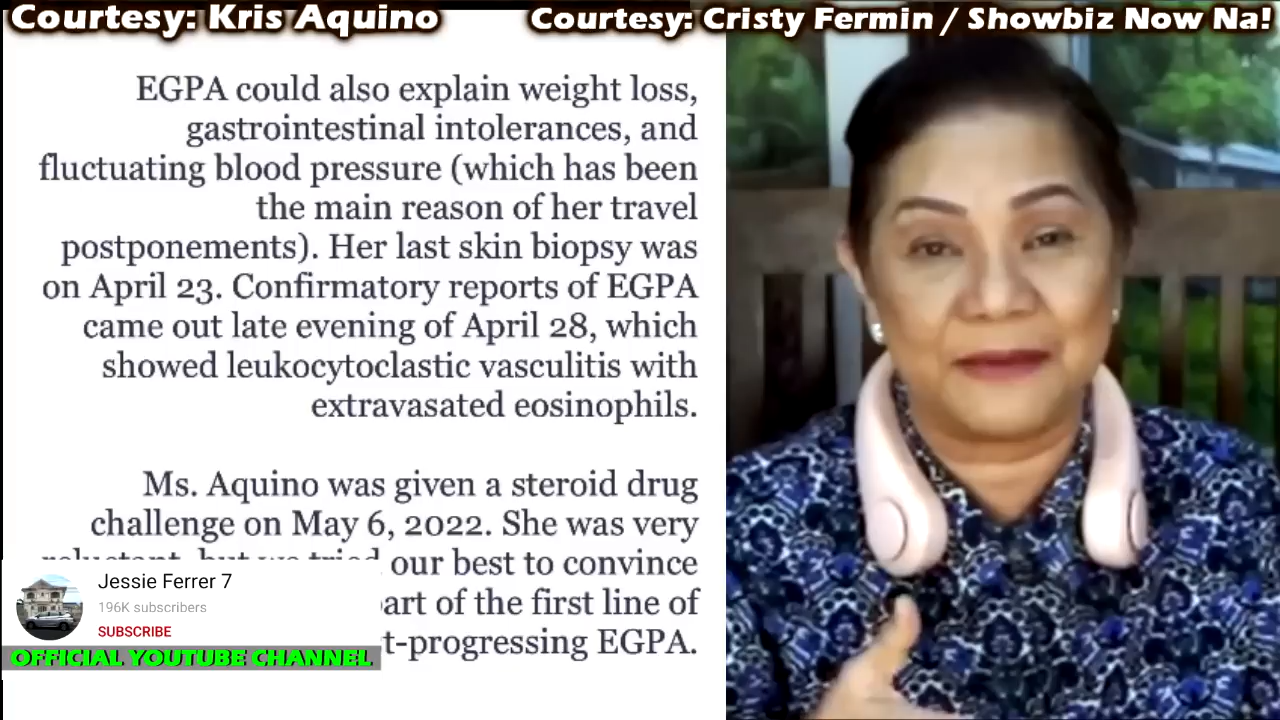 Courtesy: Kris Aquino
Courtesy: Cristy Fermin / Showbiz Now Na!
EGPA could also explain weight loss,
gastrointestinal intolerances, and
fluctuating blood pressure (which has been
the main reason of her travel
postponements). Her last skin biopsy was
on April 23. Confirmatory reports of EGPA
came out late evening of April 28, which
showed leukocytoclastic vasculitis with
extravasated eosinophils.
Ms. Aquino was given a steroid drug
challenge on May 6, 2022. She was very
our best to convince
of the first line of
t-progressing EGPA.
Jessie Ferrer 7
196K subscribers
SUBSCRIBE
OFFICIAL YOUTUBE CHANNEL